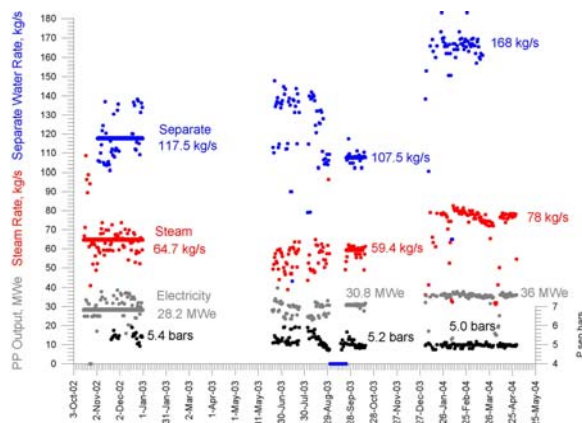 Separate Water Rate, kg/s
Steam Rate, kg/s
PP Output, MWe
180
170
160
150
140
130
120
110
100
90
80
70
60
50
40
30
20
10
0
168 kg/s
Separate
117.5 kg/s
107.5 kg/s
Steam
64.7 kg/s
59.4 kg/s
78 kg/s
Electricity
28.2 MWe
30.8 MWe
36 MWe
5.4 bars
5.2 bars
5.0 bars
7
6
5
4
P sep bars
3-Oct-02
2-Nov-02
2-Dec-02
1-Jan-03
31-Jan-03
2-Mar-03
1-Apr-03
1-May-03
31-May-03
30-Jun-03
30-Jul-03
29-Aug-03
28-Sep-03
28-Oct-03
27-Nov-03
27-Dec-03
26-Jan-04
25-Feb-04
26-Mar-04
25-Apr-04
25-May-04